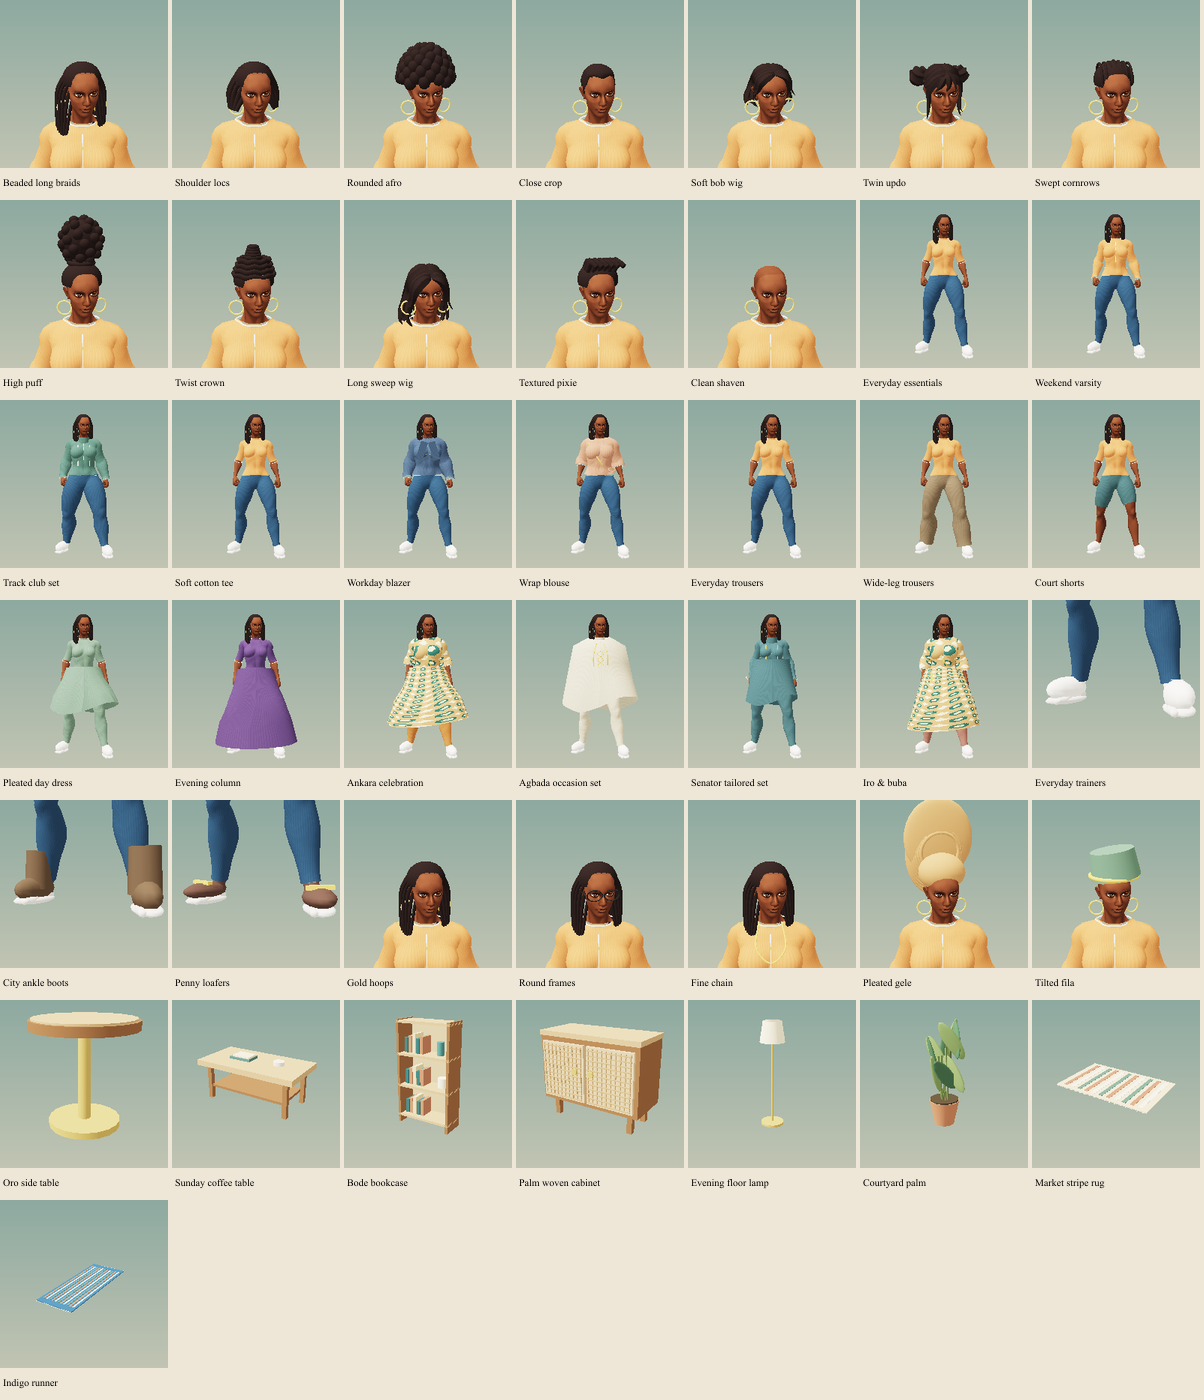 Beaded long braids
Shoulder locs
Rounded afro
Close crop
Soft bob wig
Twin updo
Swept cornrows
High puff
Twist crown
Long sweep wig
Textured pixie
Clean shaven
Everyday essentials
Weekend varsity
Track club set
Soft cotton tee
Workday blazer
Wrap blouse
Everyday trousers
Wide-leg trousers
Court shorts
Pleated day dress
Evening column
Ankara celebration
Agbada occasion set
Senator tailored set
Iro & buba
Everyday trainers
City ankle boots
Penny loafers
Gold hoops
Round frames
Fine chain
Pleated gele
Tilted fila
Oro side table
Sunday coffee table
Bode bookcase
Palm woven cabinet
Evening floor lamp
Courtyard palm
Market stripe rug
Indigo runner